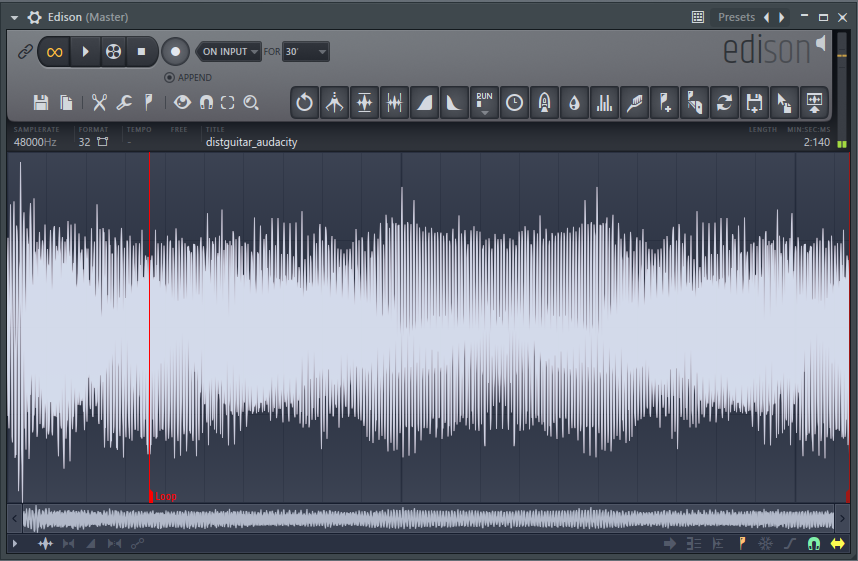 Edison (Master) Presets
edison
ON INPUT FOR 30'
APPEND
RUN
SAMPLERATE FORMAT TEMPO FREE TITLE LENGTH MIN:SEC:MS
48000Hz 32 - distguitar_audacity 2:140
Loop